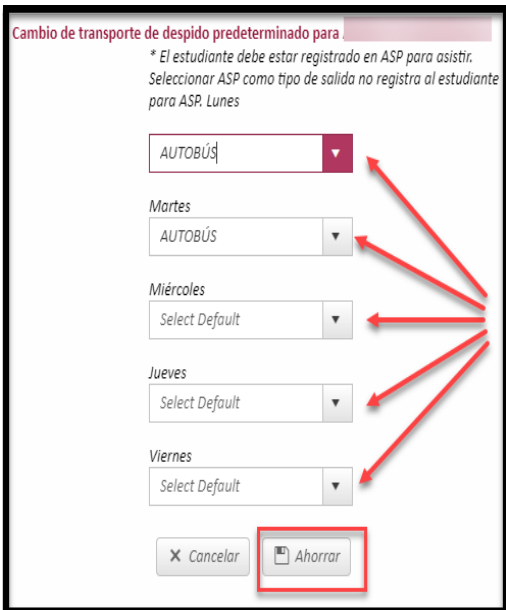 Cambio de transporte de despido predeterminado para
* El estudiante debe estar registrado en ASP para asistir.
Seleccionar ASP como tipo de salida no registra al estudiante
para ASP. Lunes
AUTOBÚS
Martes
AUTOBÚS
Miércoles
Select Default
Jueves
Select Default
Viernes
Select Default
Cancelar Ahorrar